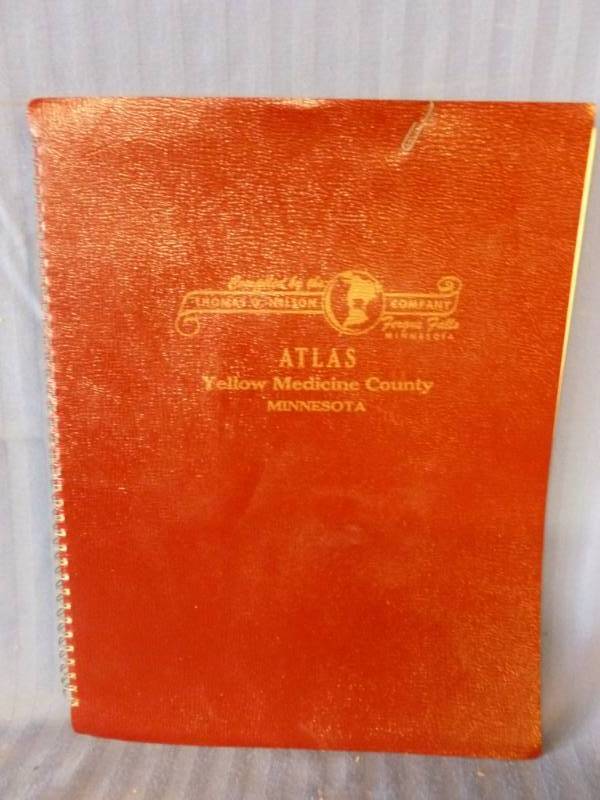 Compiled by the
THOMAS O. NELSON COMPANY
Fergus Falls
MINNESOTA
ATLAS
Yellow Medicine County
MINNESOTA